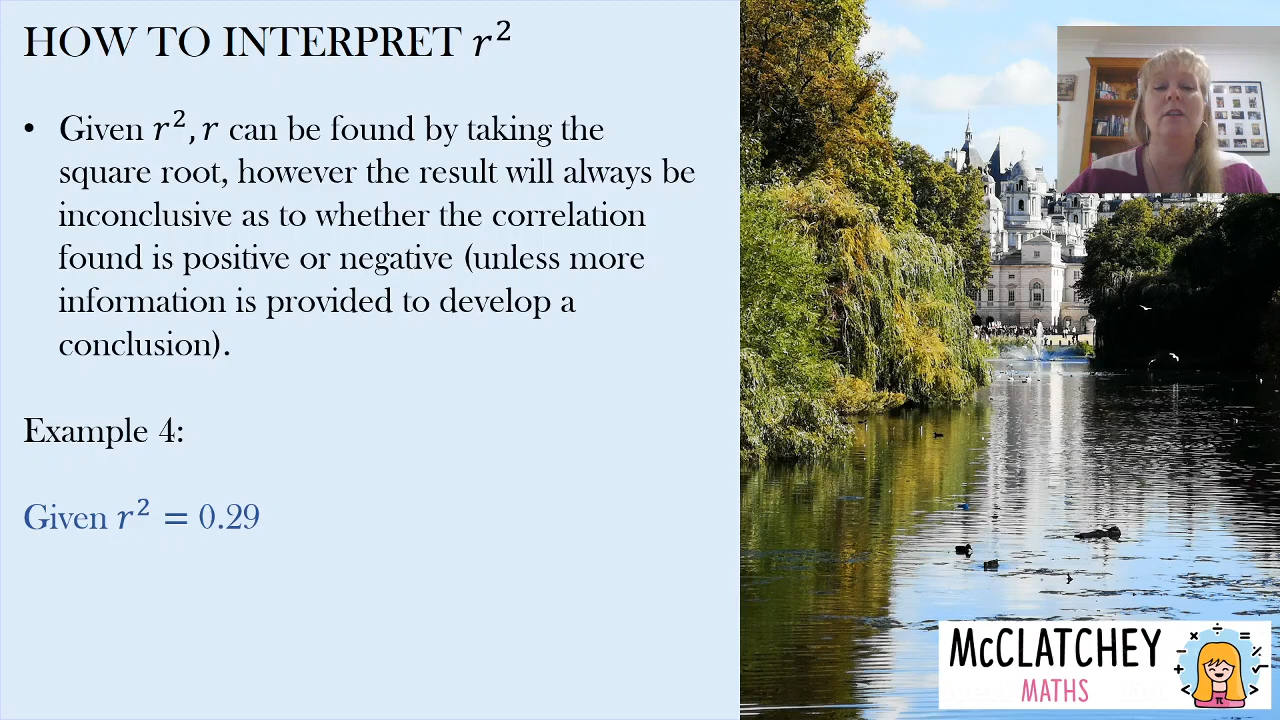 HOW TO INTERPRET r²
• Given r², r can be found by taking the
square root, however the result will always be
inconclusive as to whether the correlation
found is positive or negative (unless more
information is provided to develop a
conclusion).
Example 4:
Given r² = 0.29
McCLATCHEY
MATHS